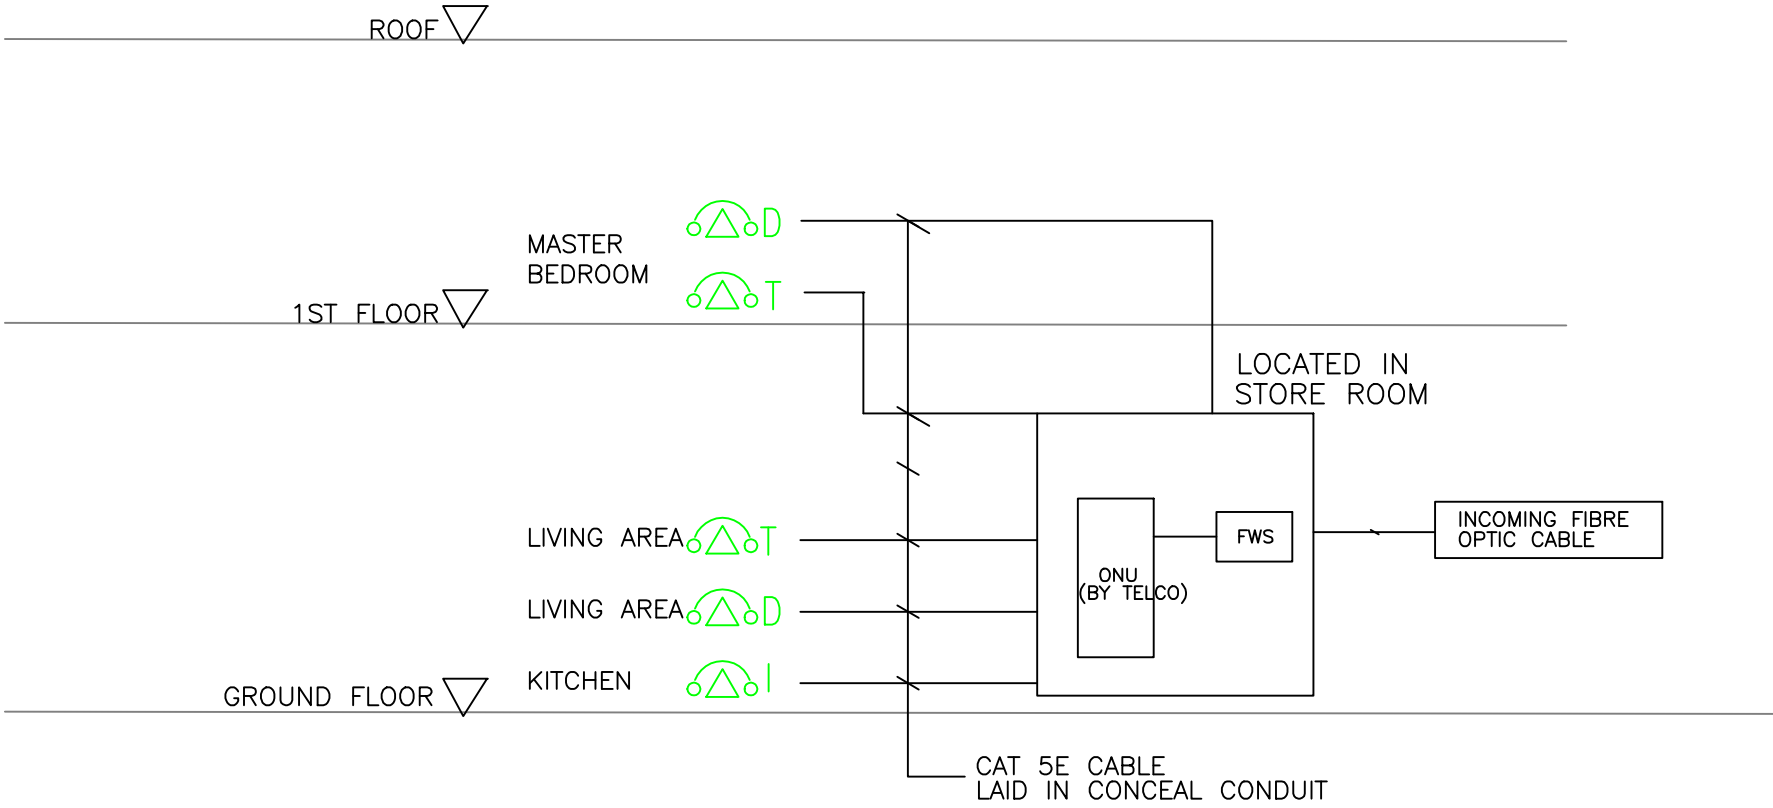 ROOF
D
MASTER
BEDROOM
T
1ST FLOOR
LOCATED IN
STORE ROOM
LIVING AREA T
INCOMING FIBRE
OPTIC CABLE
FWS
ONU
(BY TELCO)
LIVING AREA D
KITCHEN I
GROUND FLOOR
CAT 5E CABLE
LAID IN CONCEAL CONDUIT